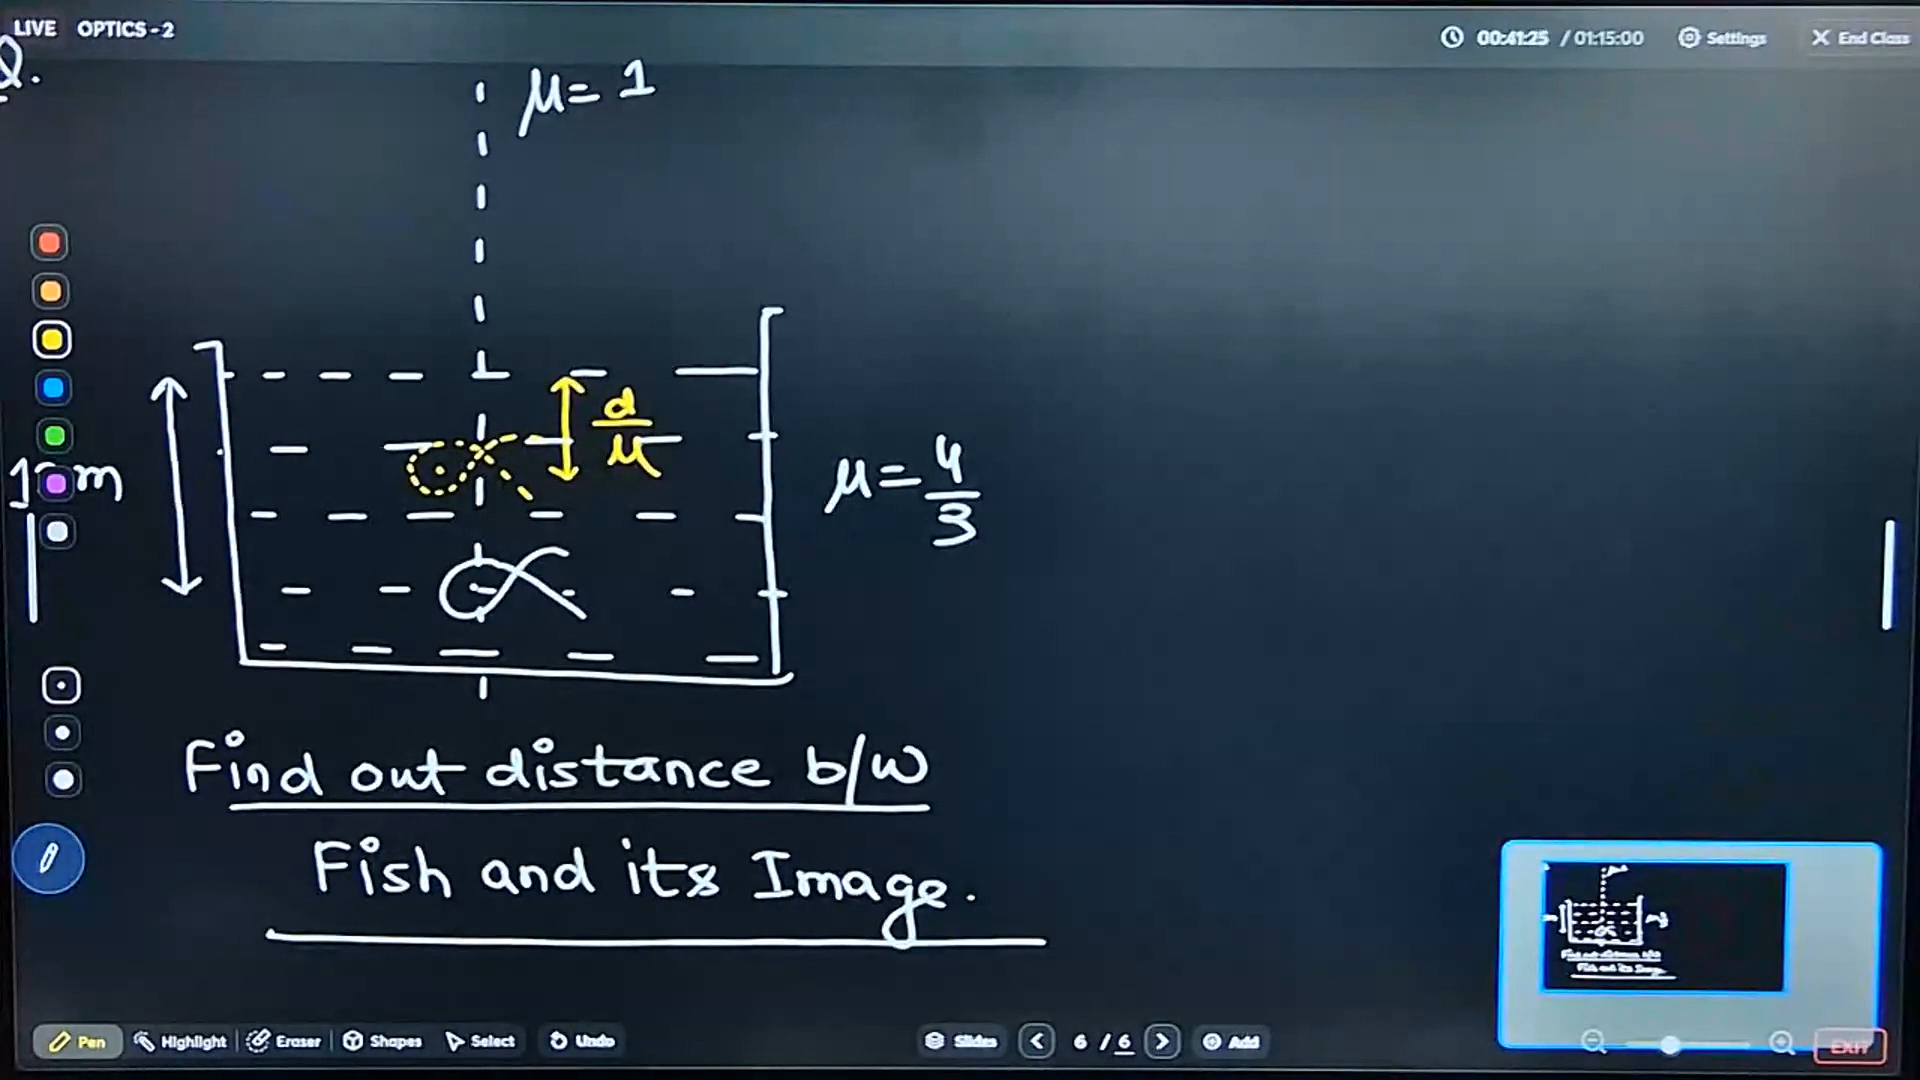 LIVE OPTICS - 2
00:41:25 / 01:15:00 Settings X End Class
Q.
μ= 1
d/μ
m
μ= 4/3
Find out distance b/w
Fish and its Image.
Pen Highlight Eraser Shapes Select Undo
Slides < 6 / 6 > Add
EXIT